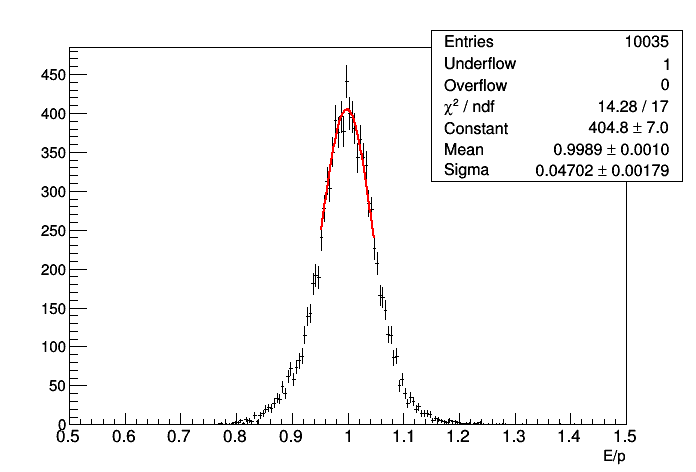 Entries 10035
Underflow 1
Overflow 0
χ² / ndf 14.28 / 17
Constant 404.8 ± 7.0
Mean 0.9989 ± 0.0010
Sigma 0.04702 ± 0.00179
450
400
350
300
250
200
150
100
50
0
0.5 0.6 0.7 0.8 0.9 1 1.1 1.2 1.3 1.4 1.5
E/p